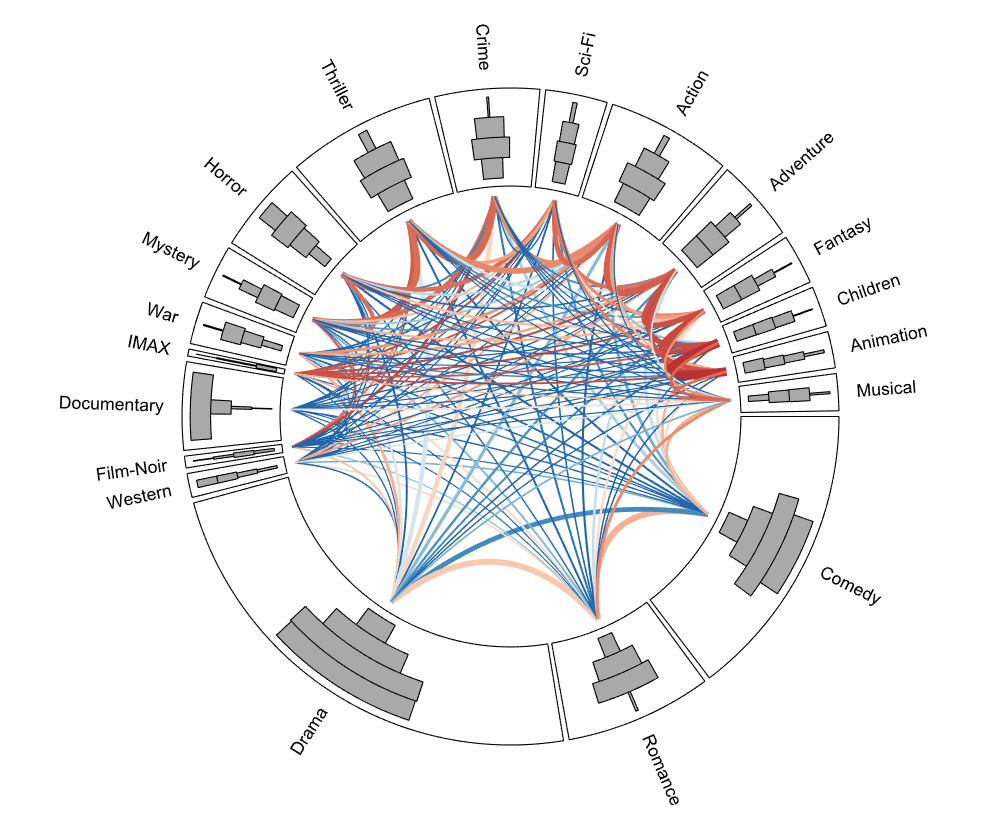 Crime
Sci-Fi
Action
Adventure
Fantasy
Children
Animation
Musical
Comedy
Romance
Drama
Western
Film-Noir
Documentary
IMAX
War
Mystery
Horror
Thriller